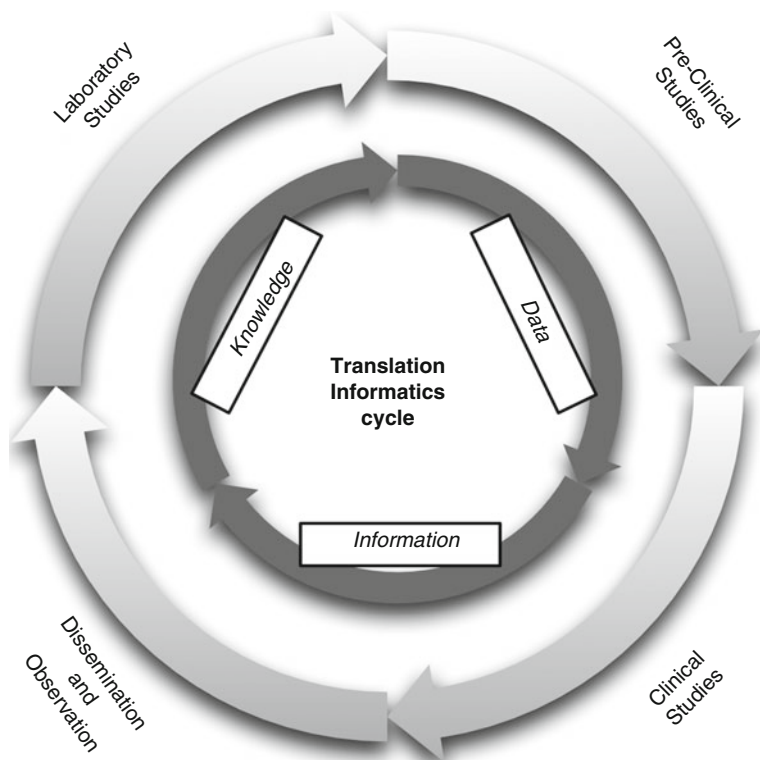 Laboratory
Studies
Pre-Clinical
Studies
Knowledge
Data
Translation
Informatics
cycle
Information
Dissemination
and
Observation
Clinical
Studies